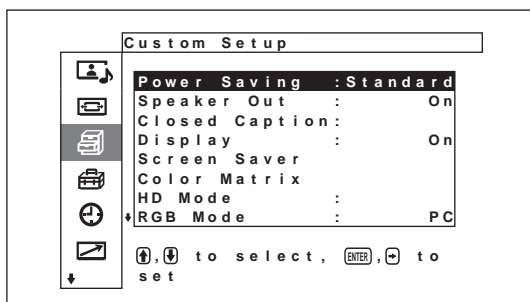 Custom Setup
Power Saving :Standard
Speaker Out : On
Closed Caption:
Display : On
Screen Saver
Color Matrix
HD Mode :
RGB Mode : PC
, to select, ENTER , to
set